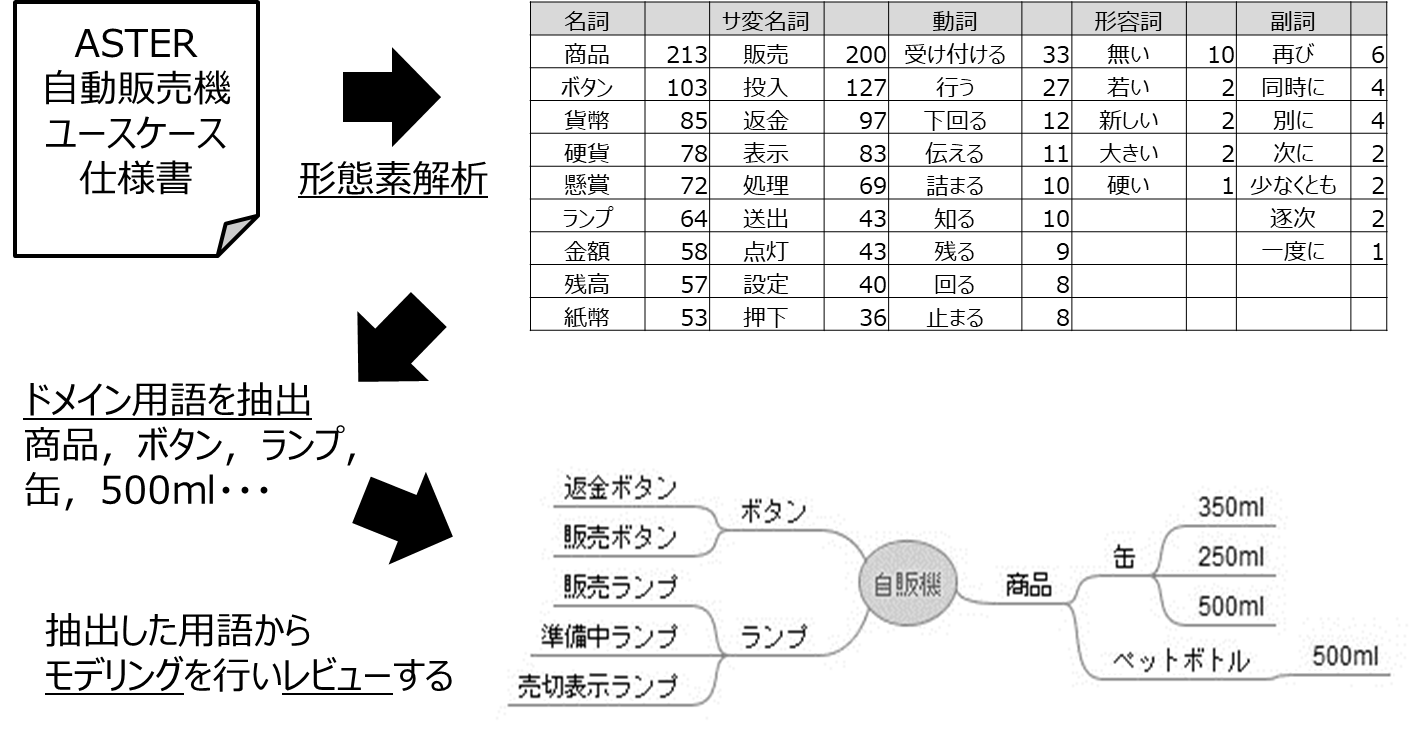 ASTER
自動販売機
ユースケース
仕様書
形態素解析
名詞 サ変名詞 動詞 形容詞 副詞
商品 213 販売 200 受け付ける 33 無い 10 再び 6
ボタン 103 投入 127 行う 27 若い 2 同時に 4
貨幣 85 返金 97 下回る 12 新しい 2 別に 4
硬貨 78 表示 83 伝える 11 大きい 2 次に 2
懸賞 72 処理 69 詰まる 10 硬い 1 少なくとも 2
ランプ 64 送出 43 知る 10 逐次 2
金額 58 点灯 43 残る 9 一度に 1
残高 57 設定 40 回る 8
紙幣 53 押下 36 止まる 8
ドメイン用語を抽出
商品，ボタン，ランプ，
缶，500ml・・・
抽出した用語から
モデリングを行いレビューする
返金ボタン
販売ボタン
ボタン
販売ランプ
準備中ランプ
売切表示ランプ
ランプ
自販機
商品
缶
350ml
250ml
500ml
ペットボトル
500ml